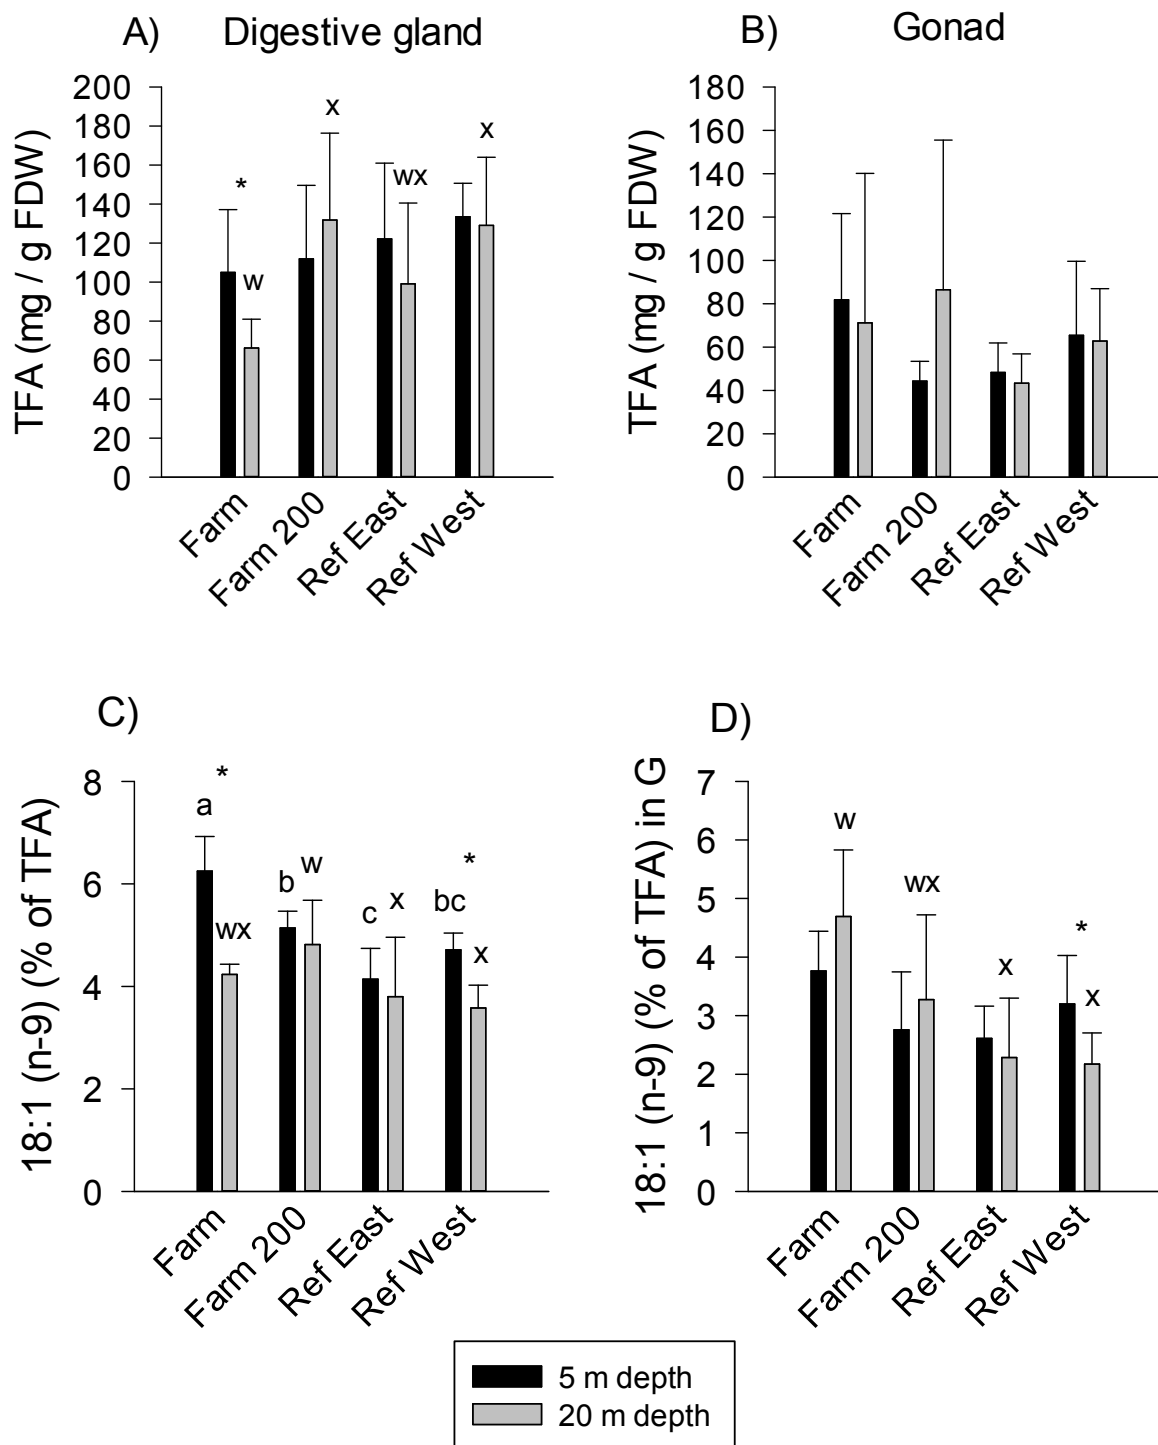 A) Digestive gland
TFA (mg / g FDW)
200
180
160
140
120
100
80
60
40
20
0
*
w
x
wx
x
Farm
Farm 200
Ref East
Ref West
B) Gonad
TFA (mg / g FDW)
180
160
140
120
100
80
60
40
20
0
Farm
Farm 200
Ref East
Ref West
C)
18:1 (n-9) (% of TFA)
8
6
4
2
0
*
a
wx
b
w
c
x
*
bc
x
Farm
Farm 200
Ref East
Ref West
D)
18:1 (n-9) (% of TFA) in G
7
6
5
4
3
2
1
0
w
wx
x
*
x
Farm
Farm 200
Ref East
Ref West
5 m depth
20 m depth